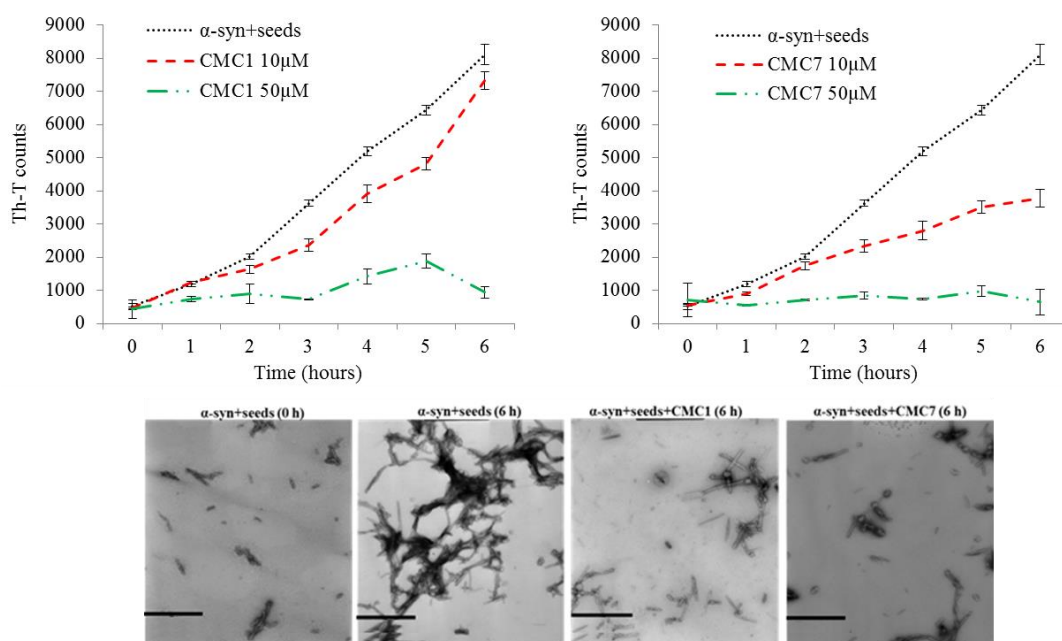 9000
8000
7000
6000
5000
4000
3000
2000
1000
0
Th-T counts
α-syn+seeds
CMC1 10μM
CMC1 50μM
0 1 2 3 4 5 6
Time (hours)
9000
8000
7000
6000
5000
4000
3000
2000
1000
0
Th-T counts
α-syn+seeds
CMC7 10μM
CMC7 50μM
0 1 2 3 4 5 6
Time (hours)
α-syn+seeds (0 h)
α-syn+seeds (6 h)
α-syn+seeds+CMC1 (6 h)
α-syn+seeds+CMC7 (6 h)